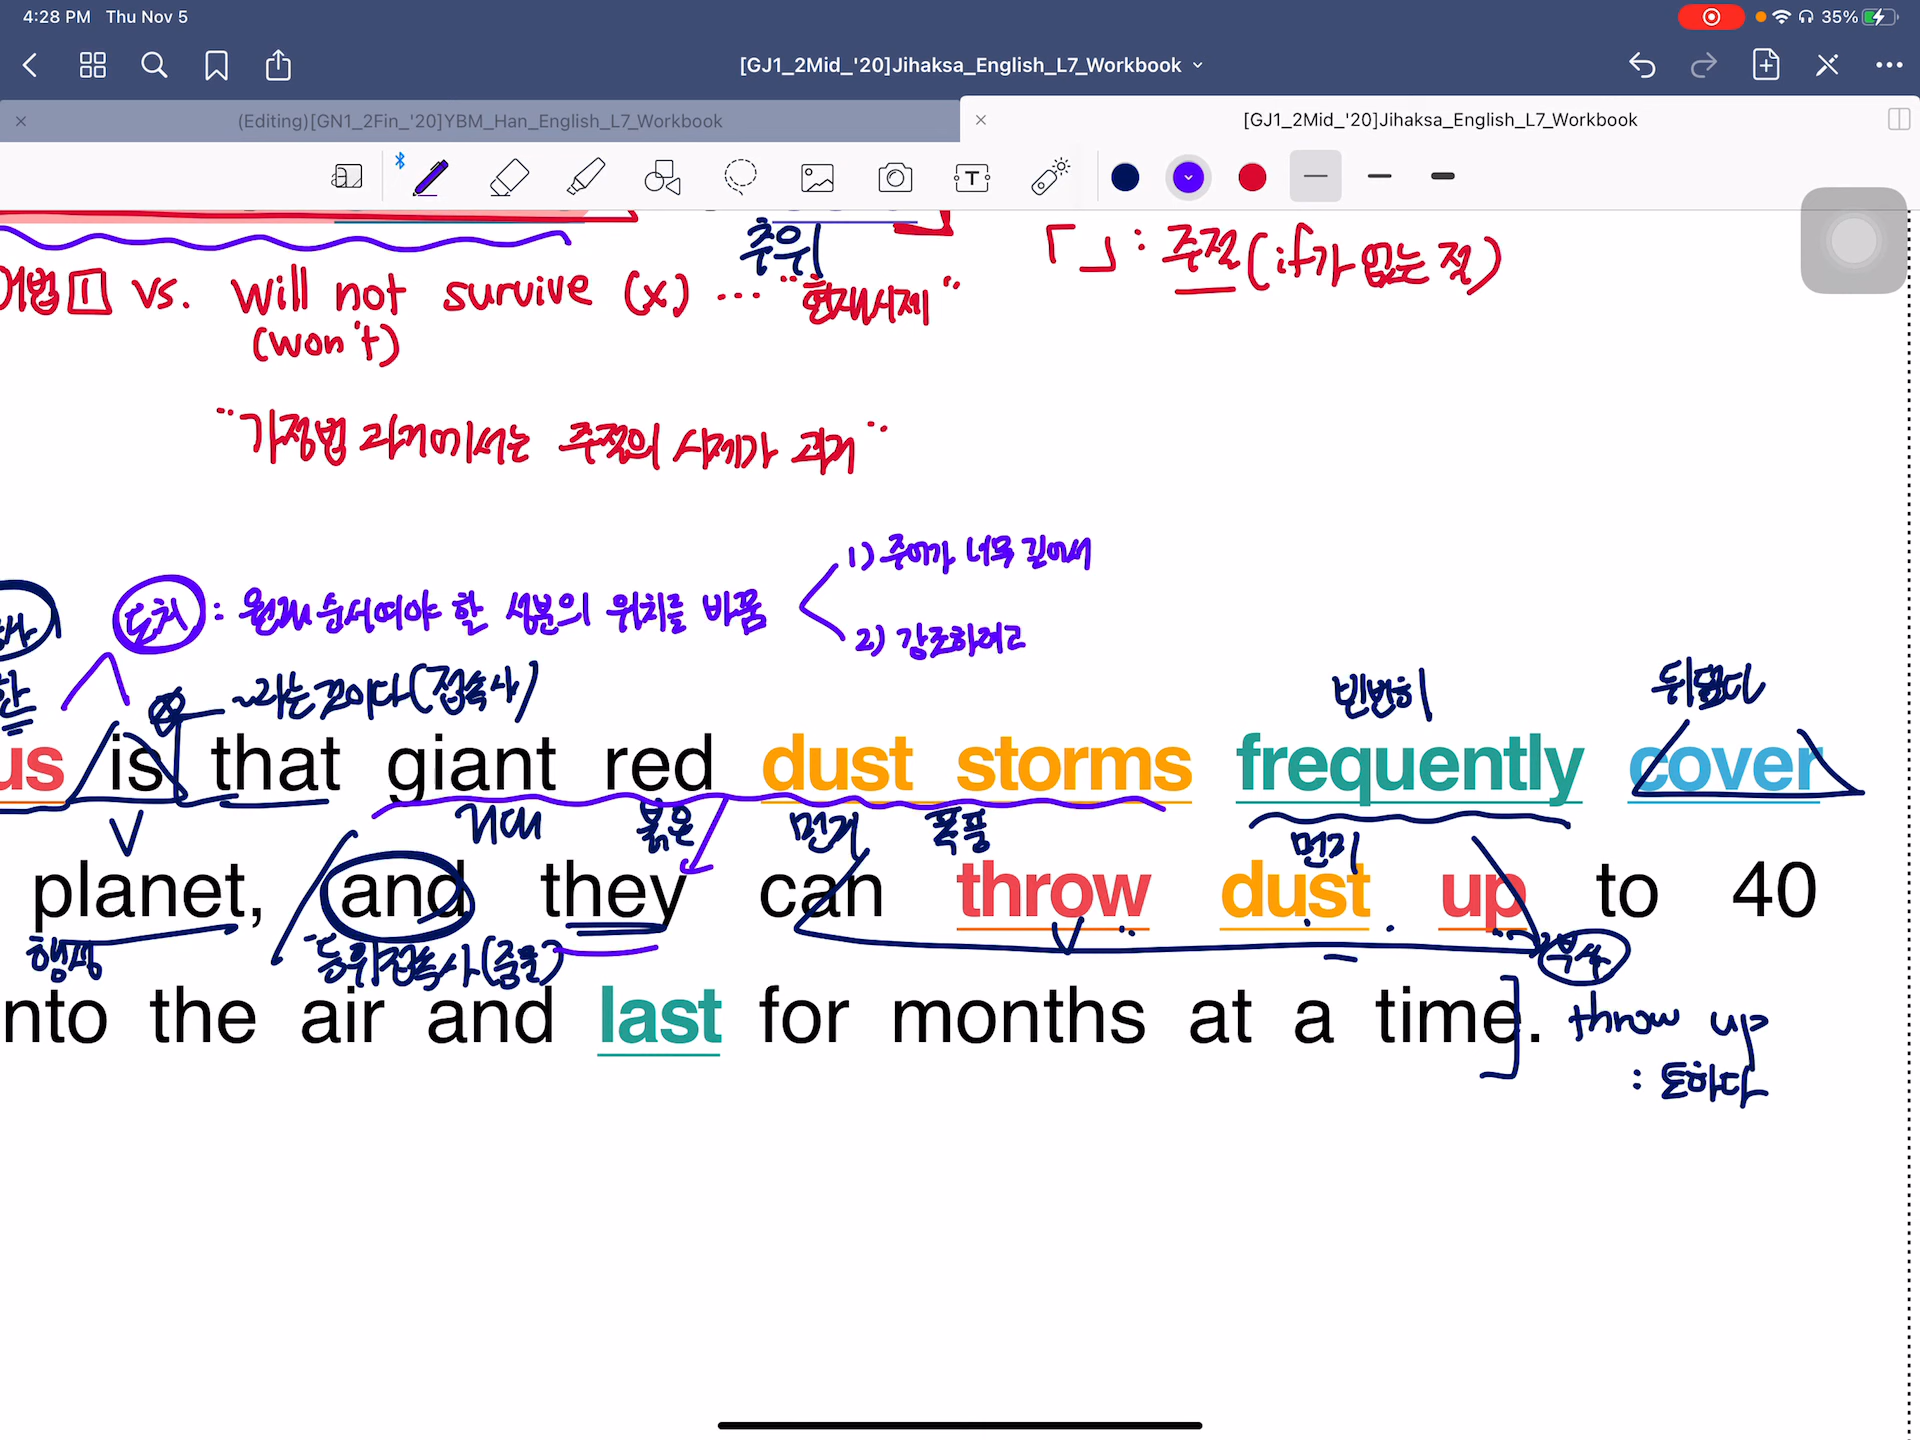 4:28 PM Thu Nov 5
35%
[GJ1_2Mid_'20]Jihaksa_English_L7_Workbook
(Editing)[GN1_2Fin_'20]YBM_Han_English_L7_Workbook
[GJ1_2Mid_'20]Jihaksa_English_L7_Workbook
추위
「 」: 주절 (if가 없는 절)
어법 1 vs. will not survive (x) ... "현재시제"
(won't)
"가정법 과거에서는 주절의 시제가 과거"
1) 주어가 너무 길어서
도치 : 원래 순서여야 할 성분의 위치를 바꿈
2) 강조하려고
~라는 것이다 (접속사)
빈번히
뒤덮다
us is that giant red dust storms frequently cover
거대
붉은
먼지
폭풍
먼지
planet, and they can throw dust up to 40
행성
등위접속사
부사
nto the air and last for months at a time.
throw up
: 토하다